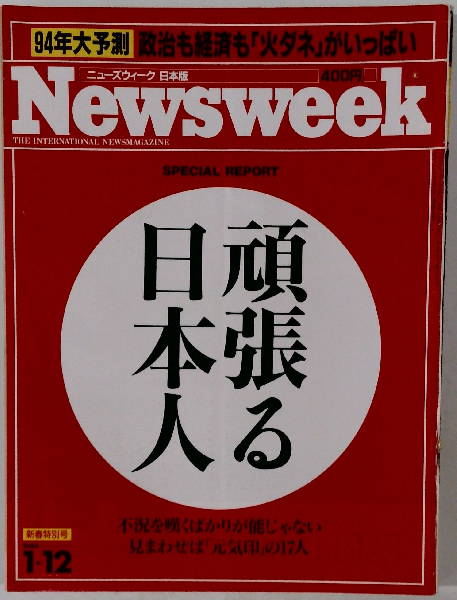 94年大予測 政治も経済も「火ダネ」がいっぱい
ニューズウィーク 日本版 400円
Newsweek
THE INTERNATIONAL NEWSMAGAZINE
SPECIAL REPORT
頑張る
日本人
不況を嘆くばかりが能じゃない
見まわせば「元気印」の17人
新春特別号
1・12